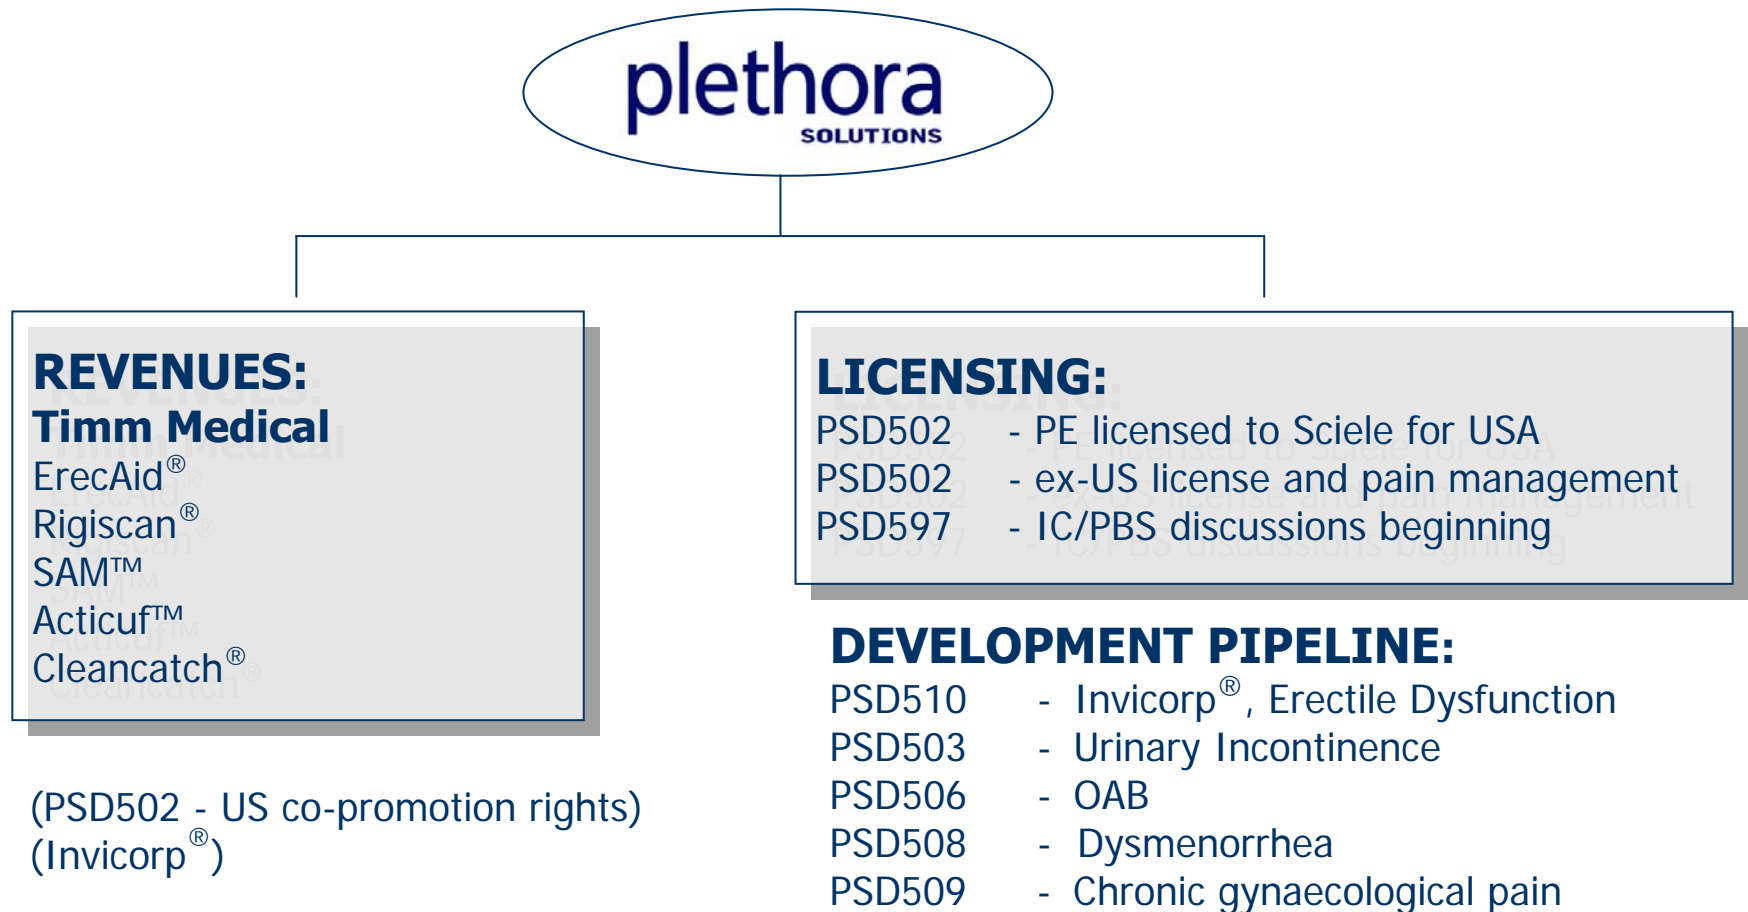 plethora
SOLUTIONS
REVENUES:
Timm Medical
ErecAid®
Rigiscan®
SAM™
Acticuf™
Cleancatch®
(PSD502 - US co-promotion rights)
(Invicorp®)
LICENSING:
PSD502 - PE licensed to Sciele for USA
PSD502 - ex-US license and pain management
PSD597 - IC/PBS discussions beginning
DEVELOPMENT PIPELINE:
PSD510 - Invicorp®, Erectile Dysfunction
PSD503 - Urinary Incontinence
PSD506 - OAB
PSD508 - Dysmenorrhea
PSD509 - Chronic gynaecological pain